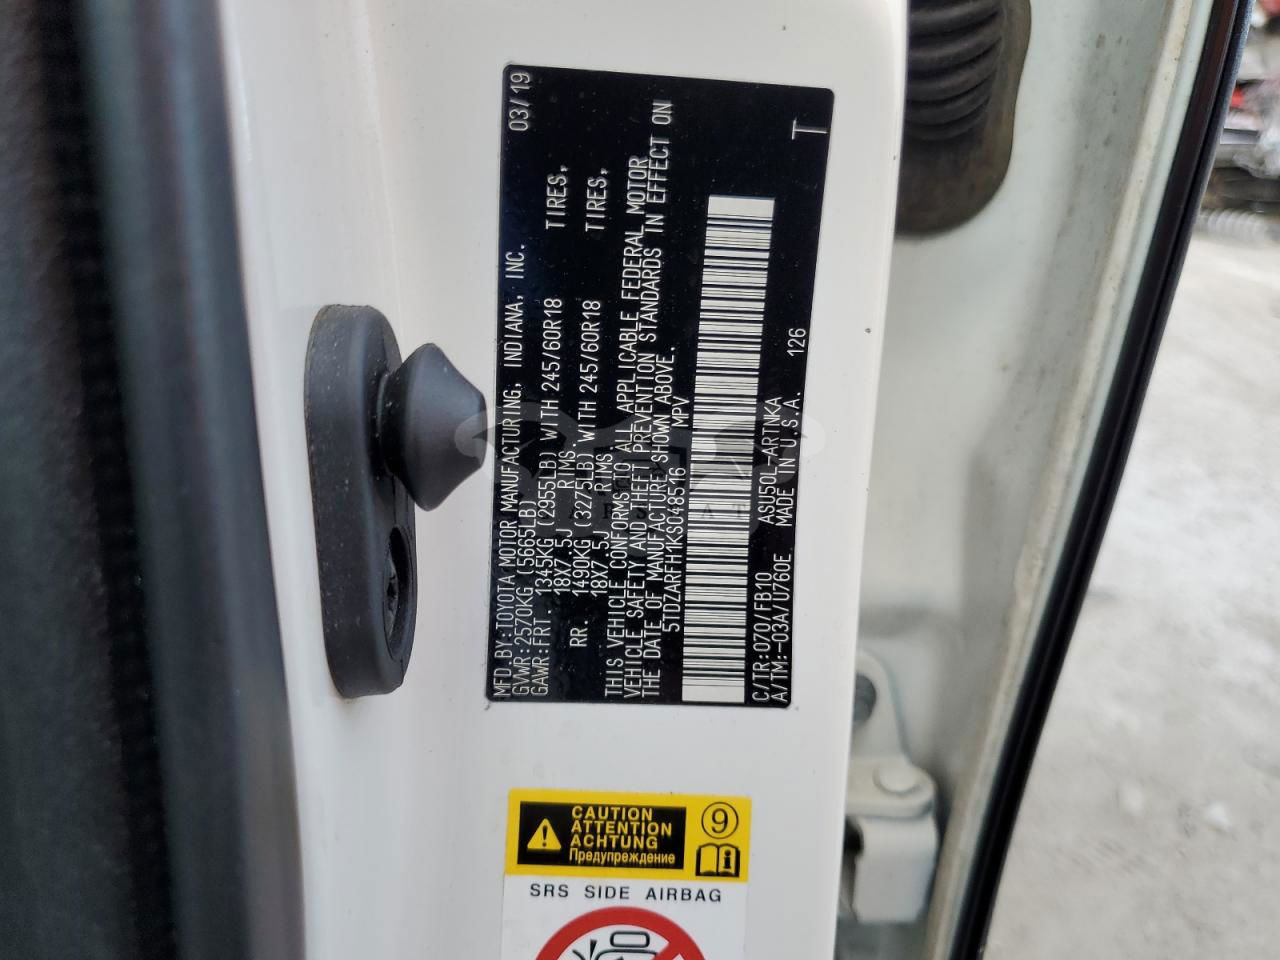 MFD.BY:TOYOTA MOTOR MANUFACTURING, INDIANA, INC. 03/19
GVWR:2570KG (5665LB)
GAWR:FRT. 1345KG (2955LB) WITH 245/60R18 TIRES,
18X7.5J RIMS.
RR. 1490KG (3275LB) WITH 245/60R18 TIRES,
18X7.5J RIMS.
THIS VEHICLE CONFORMS TO ALL APPLICABLE FEDERAL MOTOR
VEHICLE SAFETY AND THEFT PREVENTION STANDARDS IN EFFECT ON
THE DATE OF MANUFACTURE SHOWN ABOVE.
5TDZARFH1KS048516 MPV
C/TR:070/FB10 ASU50L-ARTNKA 126
A/TM:-03A/U760E MADE IN U.S.A.
T
CAUTION
ATTENTION
ACHTUNG
Предупреждение
9
i
SRS SIDE AIRBAG